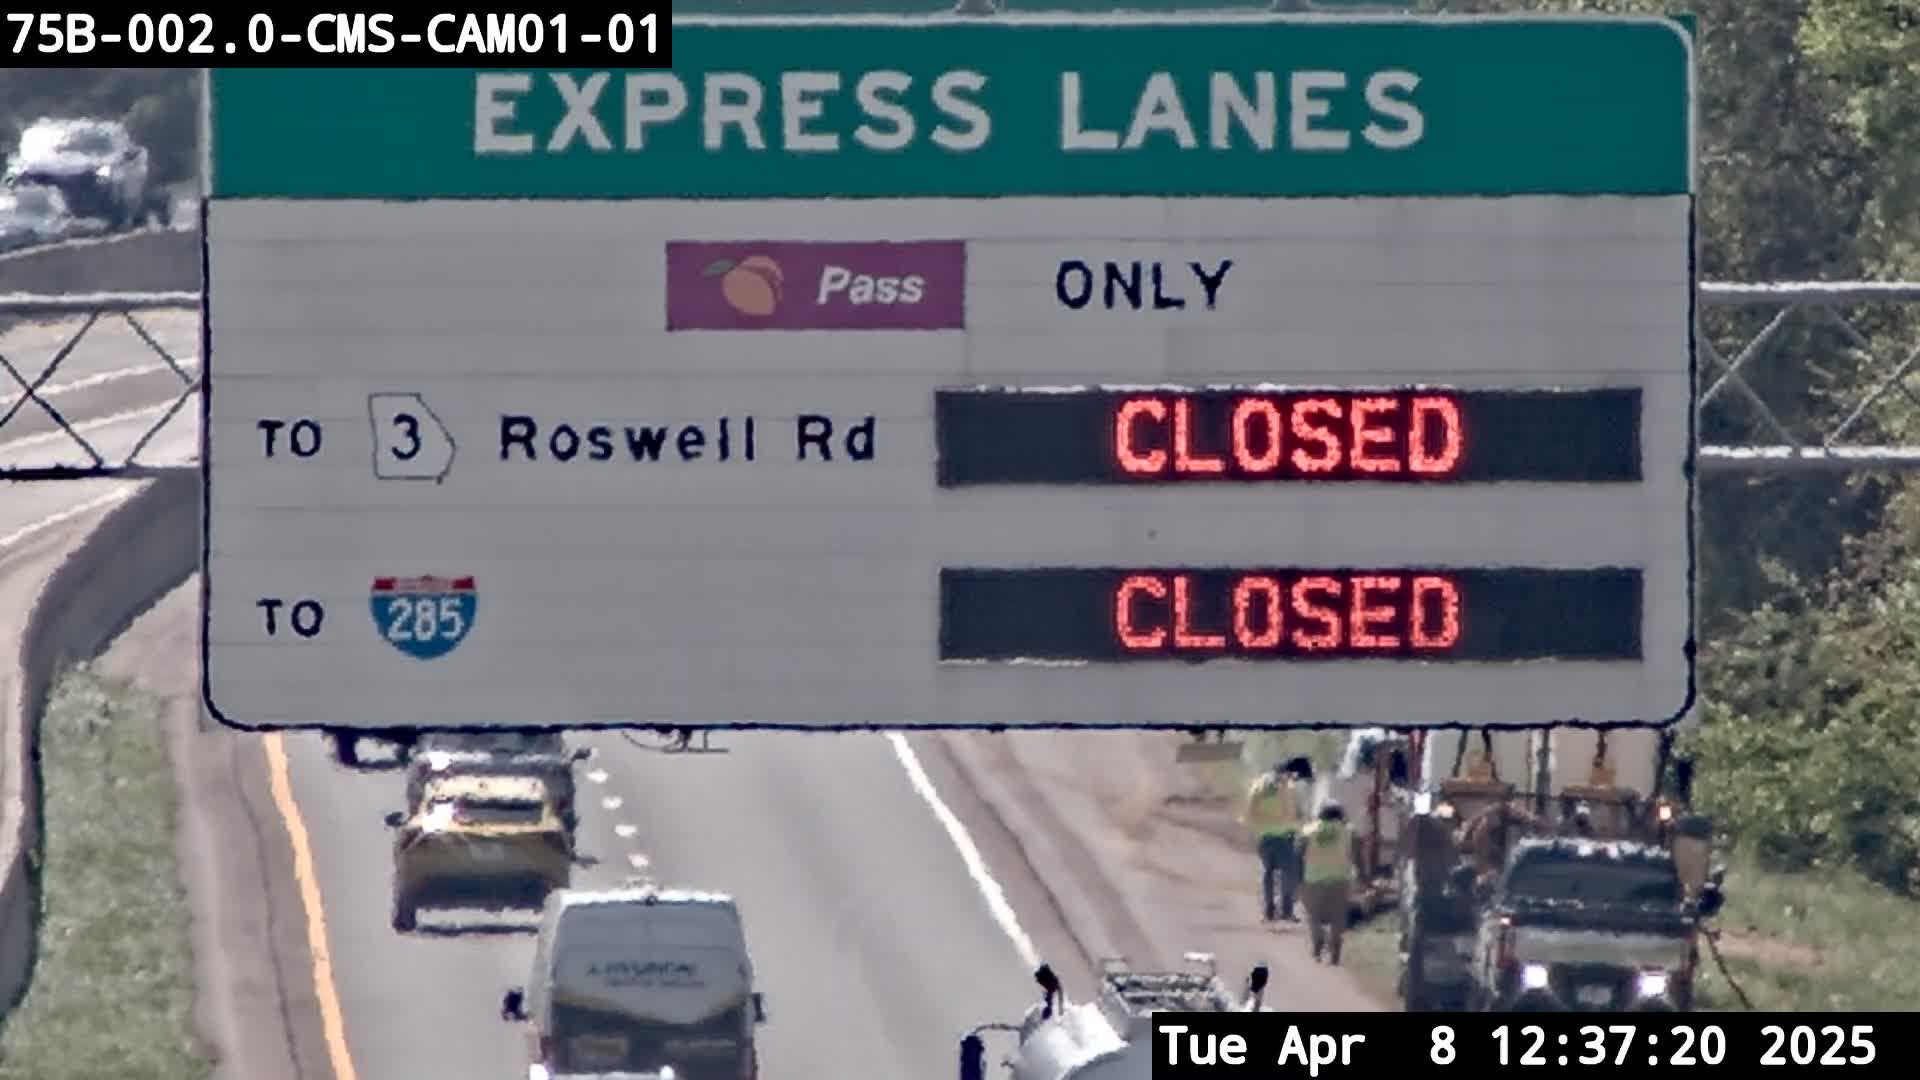 75B-002.0-CMS-CAM01-01
EXPRESS LANES
Pass ONLY
TO 3 Roswell Rd CLOSED
TO 285 CLOSED
Tue Apr 8 12:37:20 2025